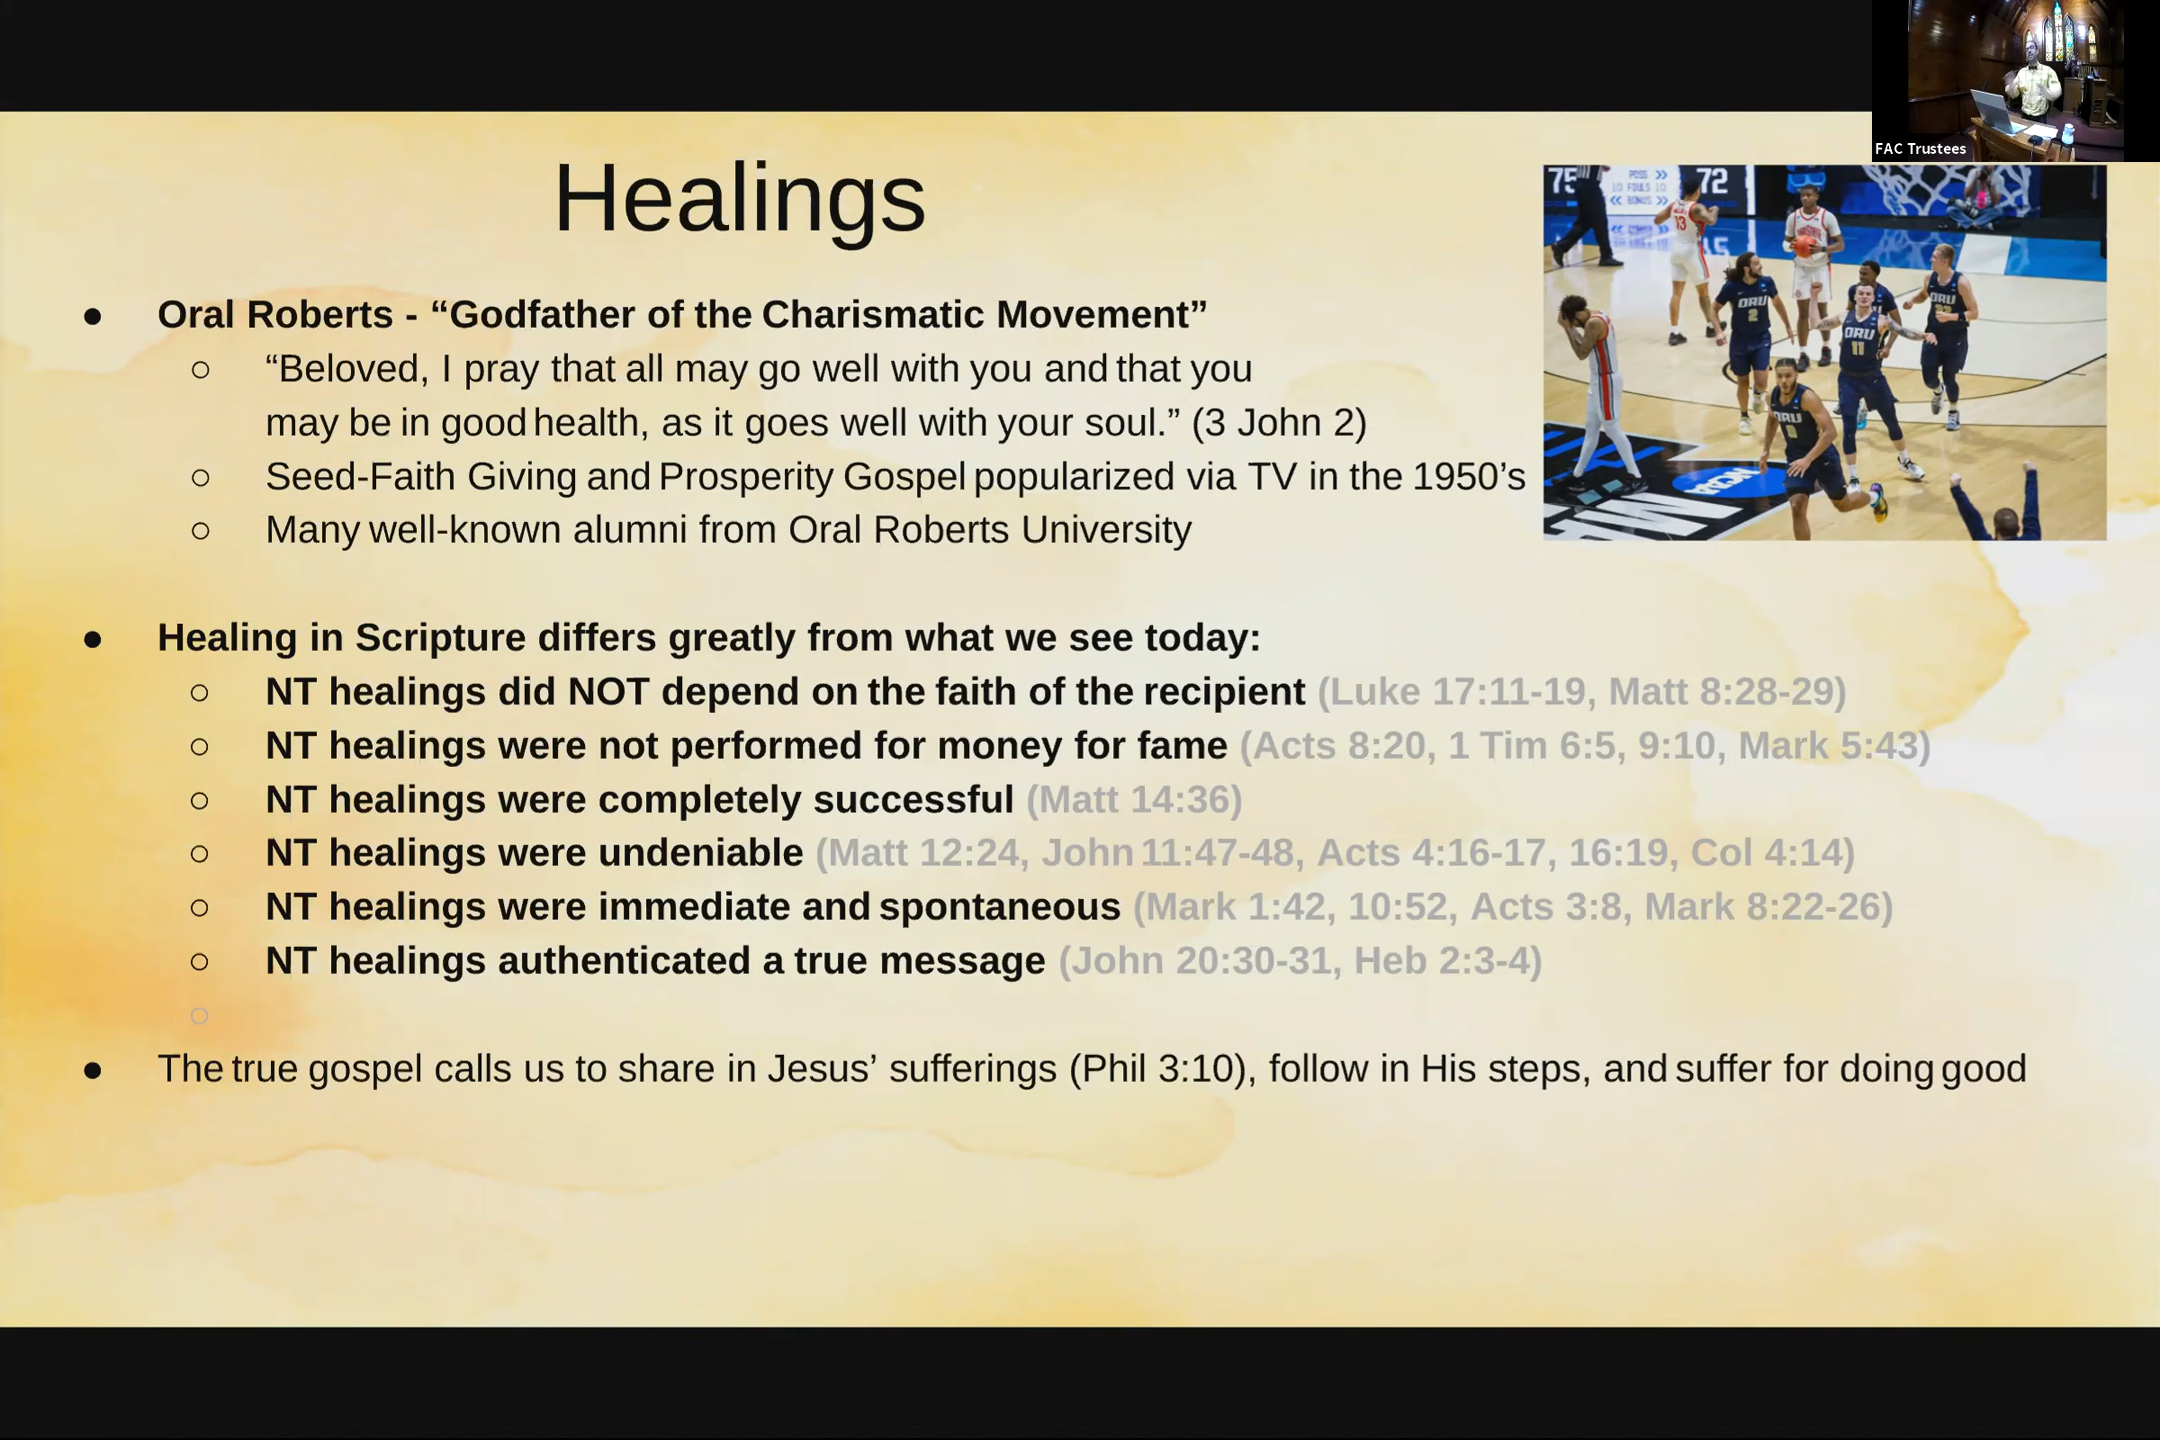 FAC Trustees
Healings
75
POSS
10 FOULS 10
BONUS
72
13
ORU
2
ORU
11
ORU
ORU
NCAA
● Oral Roberts - “Godfather of the Charismatic Movement”
○ “Beloved, I pray that all may go well with you and that you
may be in good health, as it goes well with your soul.” (3 John 2)
○ Seed-Faith Giving and Prosperity Gospel popularized via TV in the 1950’s
○ Many well-known alumni from Oral Roberts University
● Healing in Scripture differs greatly from what we see today:
○ NT healings did NOT depend on the faith of the recipient (Luke 17:11-19, Matt 8:28-29)
○ NT healings were not performed for money for fame (Acts 8:20, 1 Tim 6:5, 9:10, Mark 5:43)
○ NT healings were completely successful (Matt 14:36)
○ NT healings were undeniable (Matt 12:24, John 11:47-48, Acts 4:16-17, 16:19, Col 4:14)
○ NT healings were immediate and spontaneous (Mark 1:42, 10:52, Acts 3:8, Mark 8:22-26)
○ NT healings authenticated a true message (John 20:30-31, Heb 2:3-4)
○
● The true gospel calls us to share in Jesus’ sufferings (Phil 3:10), follow in His steps, and suffer for doing good